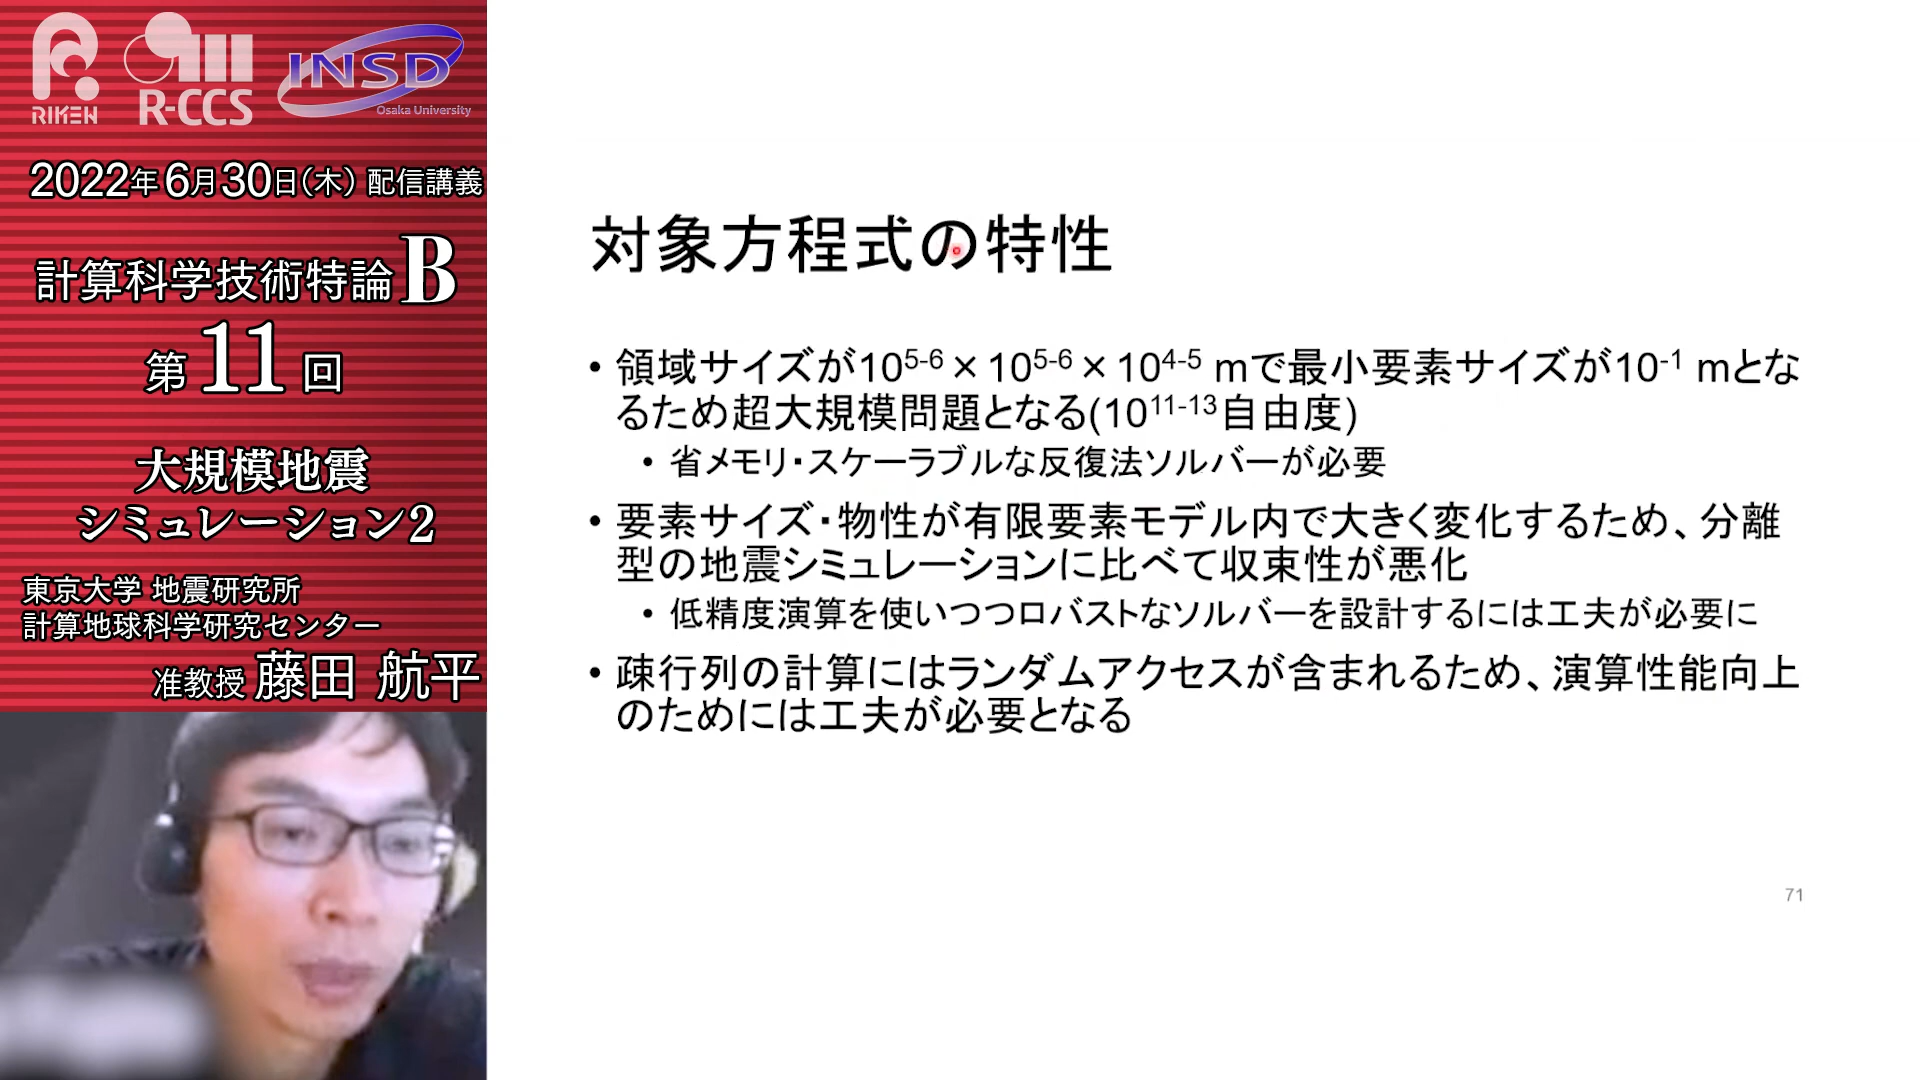 RIKEN
R-CCS
INSD
Osaka University
2022年6月30日(木) 配信講義
計算科学技術特論B
第11回
大規模地震
シミュレーション2
東京大学 地震研究所
計算地球科学研究センター
准教授 藤田 航平
対象方程式の特性
• 領域サイズが10⁵⁻⁶×10⁵⁻⁶×10⁴⁻⁵ mで最小要素サイズが10⁻¹ mとな
るため超大規模問題となる(10¹¹⁻¹³自由度)
• 省メモリ・スケーラブルな反復法ソルバーが必要
• 要素サイズ・物性が有限要素モデル内で大きく変化するため、分離
型の地震シミュレーションに比べて収束性が悪化
• 低精度演算を使いつつロバストなソルバーを設計するには工夫が必要に
• 疎行列の計算にはランダムアクセスが含まれるため、演算性能向上
のためには工夫が必要となる
71